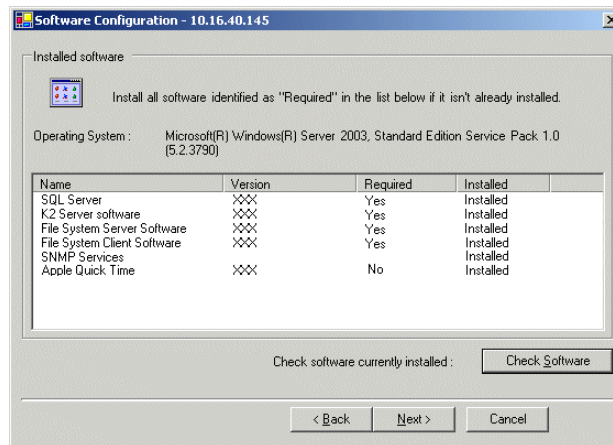 Software Configuration - 10.16.40.145
Installed software
Install all software identified as "Required" in the list below if it isn't already installed.
Operating System : Microsoft(R) Windows(R) Server 2003, Standard Edition Service Pack 1.0
(5.2.3790)
Name Version Required Installed
SQL Server XXX Yes Installed
K2 Server software XXX Yes Installed
File System Server Software XXX Yes Installed
File System Client Software XXX Yes Installed
SNMP Services Installed
Apple Quick Time XXX No Installed
Check software currently installed : Check Software
< Back Next > Cancel